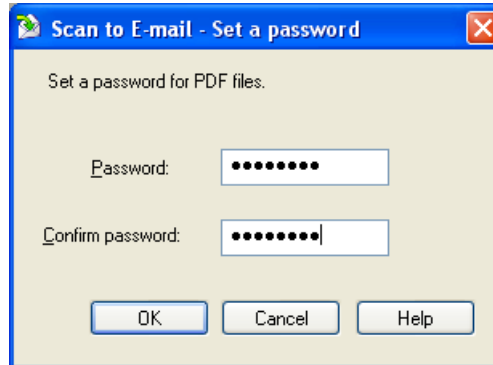 Scan to E-mail - Set a password
Set a password for PDF files.
Password: ●●●●●●●●
Confirm password: ●●●●●●●●
OK Cancel Help